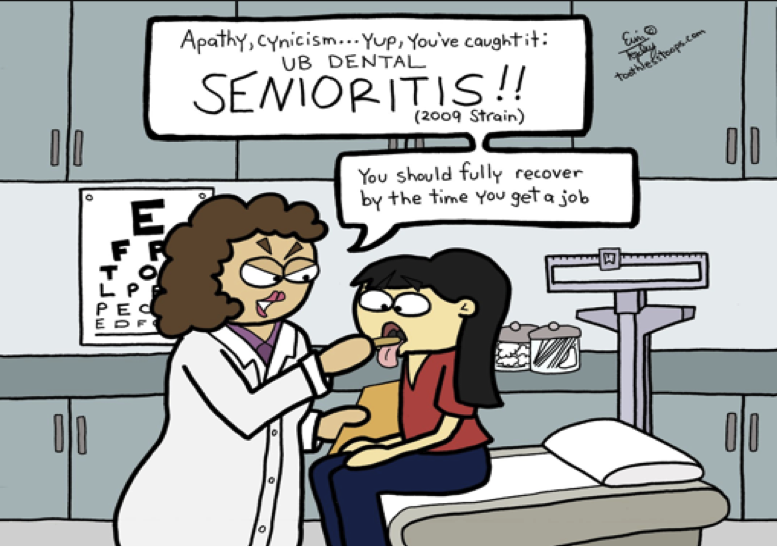 Apathy, cynicism...Yup, You've caught it:
UB DENTAL
SENIORITIS!!
(2009 Strain)
You should fully recover
by the time you get a job
toothlesstoops.com
E
F
T O
L P
P E C
E D F
W